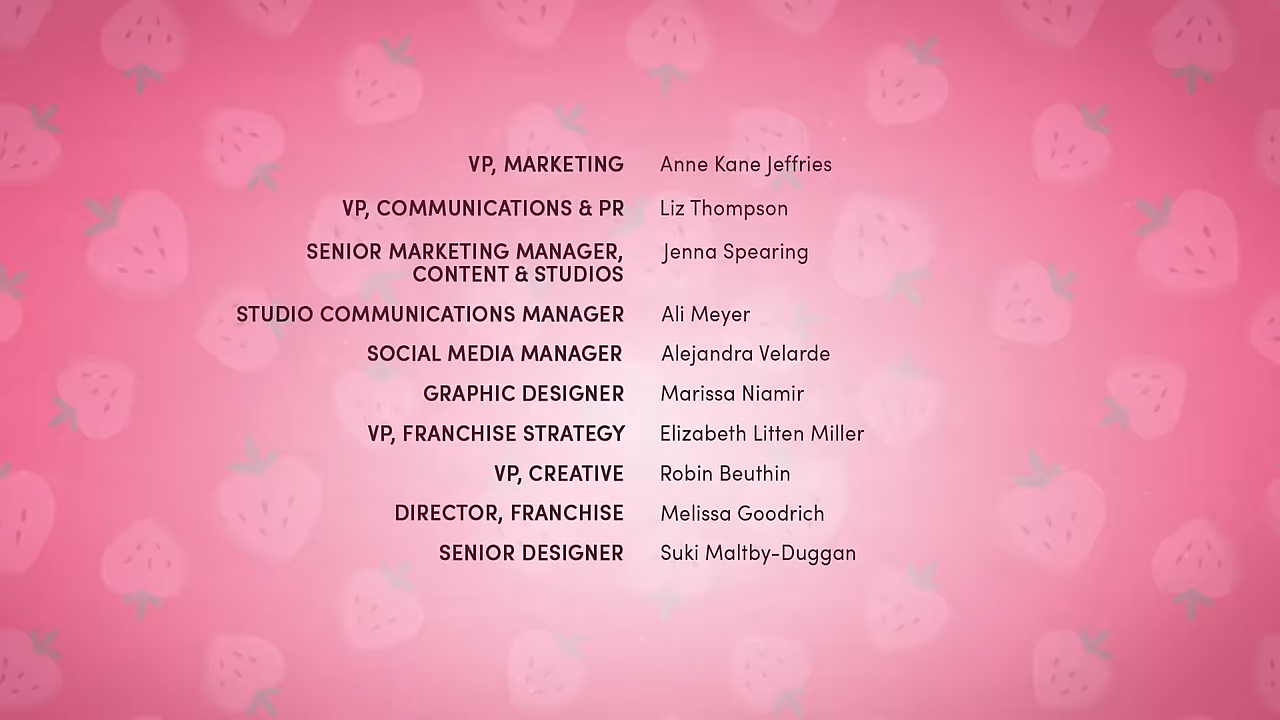 VP, MARKETING Anne Kane Jeffries
VP, COMMUNICATIONS & PR Liz Thompson
SENIOR MARKETING MANAGER, Jenna Spearing
CONTENT & STUDIOS
STUDIO COMMUNICATIONS MANAGER Ali Meyer
SOCIAL MEDIA MANAGER Alejandra Velarde
GRAPHIC DESIGNER Marissa Niamir
VP, FRANCHISE STRATEGY Elizabeth Litten Miller
VP, CREATIVE Robin Beuthin
DIRECTOR, FRANCHISE Melissa Goodrich
SENIOR DESIGNER Suki Maltby-Duggan